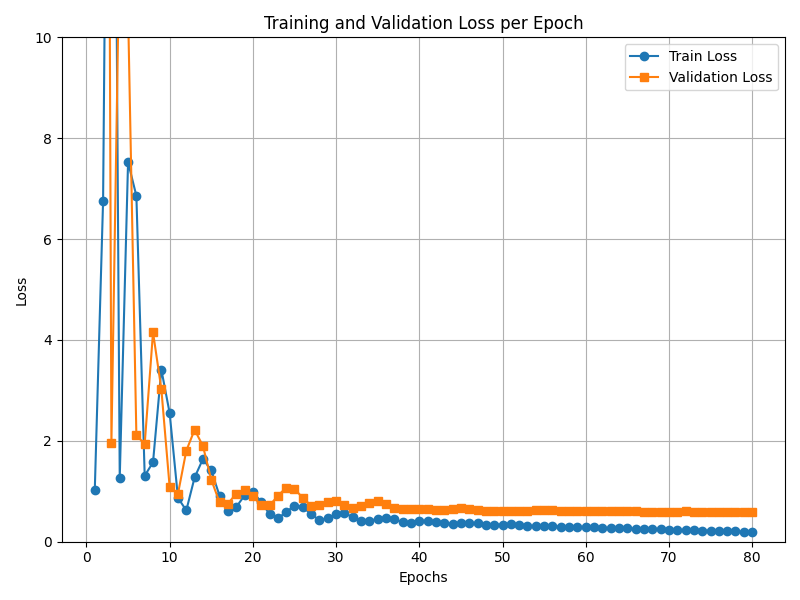 Training and Validation Loss per Epoch
Train Loss
Validation Loss
10
8
6
4
2
0
Loss
0 10 20 30 40 50 60 70 80
Epochs